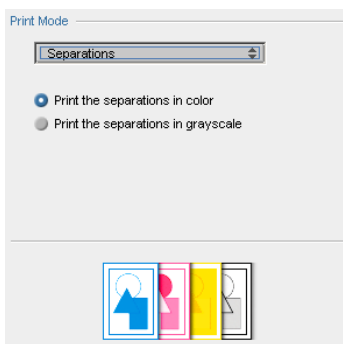 Print Mode
Separations
Print the separations in color
Print the separations in grayscale